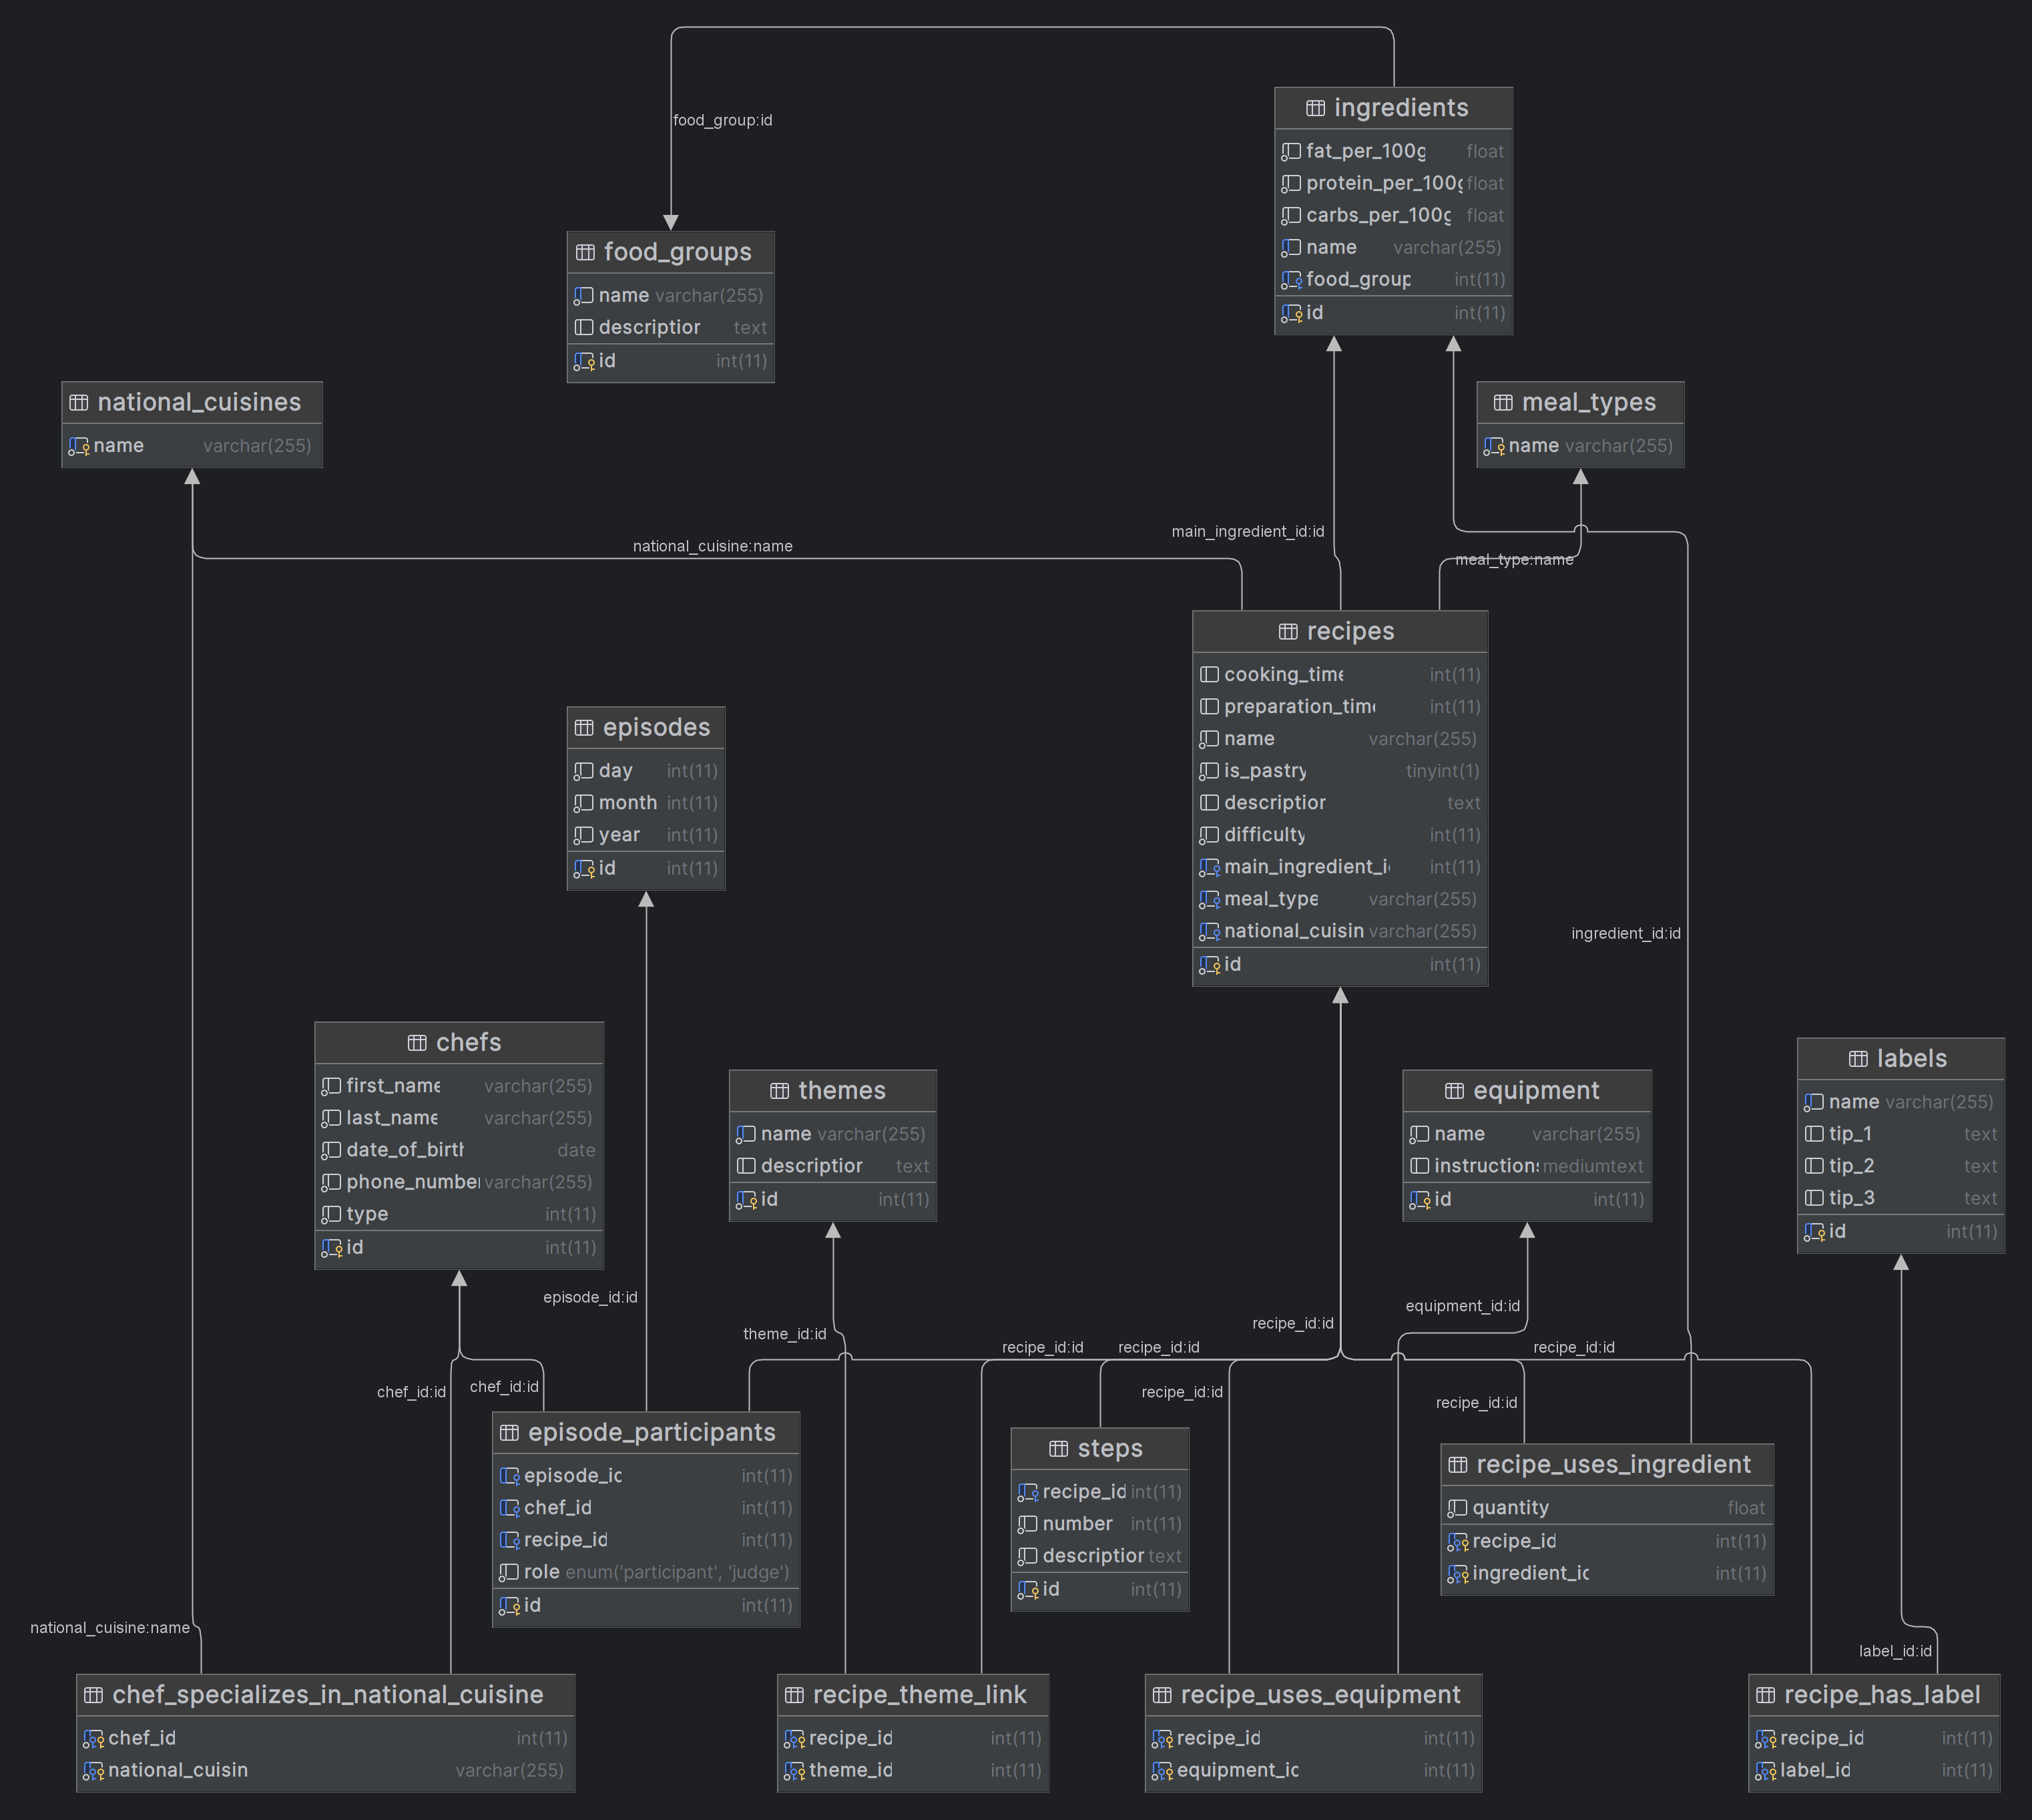 food_group:id
ingredients
fat_per_100g float
protein_per_100g float
carbs_per_100g float
name varchar(255)
food_group int(11)
id int(11)
food_groups
name varchar(255)
description text
id int(11)
national_cuisines
name varchar(255)
meal_types
name varchar(255)
main_ingredient_id:id
national_cuisine:name
meal_type:name
recipes
cooking_time int(11)
preparation_time int(11)
name varchar(255)
is_pastry tinyint(1)
description text
difficulty int(11)
main_ingredient_id int(11)
meal_type varchar(255)
national_cuisin varchar(255)
id int(11)
episodes
day int(11)
month int(11)
year int(11)
id int(11)
ingredient_id:id
chefs
first_name varchar(255)
last_name varchar(255)
date_of_birth date
phone_number varchar(255)
type int(11)
id int(11)
themes
name varchar(255)
description text
id int(11)
equipment
name varchar(255)
instructions mediumtext
id int(11)
labels
name varchar(255)
tip_1 text
tip_2 text
tip_3 text
id int(11)
episode_id:id
theme_id:id
recipe_id:id
equipment_id:id
recipe_id:id
recipe_id:id
recipe_id:id
chef_id:id
chef_id:id
recipe_id:id
recipe_id:id
episode_participants
episode_id int(11)
chef_id int(11)
recipe_id int(11)
role enum('participant', 'judge')
id int(11)
steps
recipe_id int(11)
number int(11)
description text
id int(11)
recipe_uses_ingredient
quantity float
recipe_id int(11)
ingredient_id int(11)
national_cuisine:name
label_id:id
chef_specializes_in_national_cuisine
chef_id int(11)
national_cuisin varchar(255)
recipe_theme_link
recipe_id int(11)
theme_id int(11)
recipe_uses_equipment
recipe_id int(11)
equipment_id int(11)
recipe_has_label
recipe_id int(11)
label_id int(11)